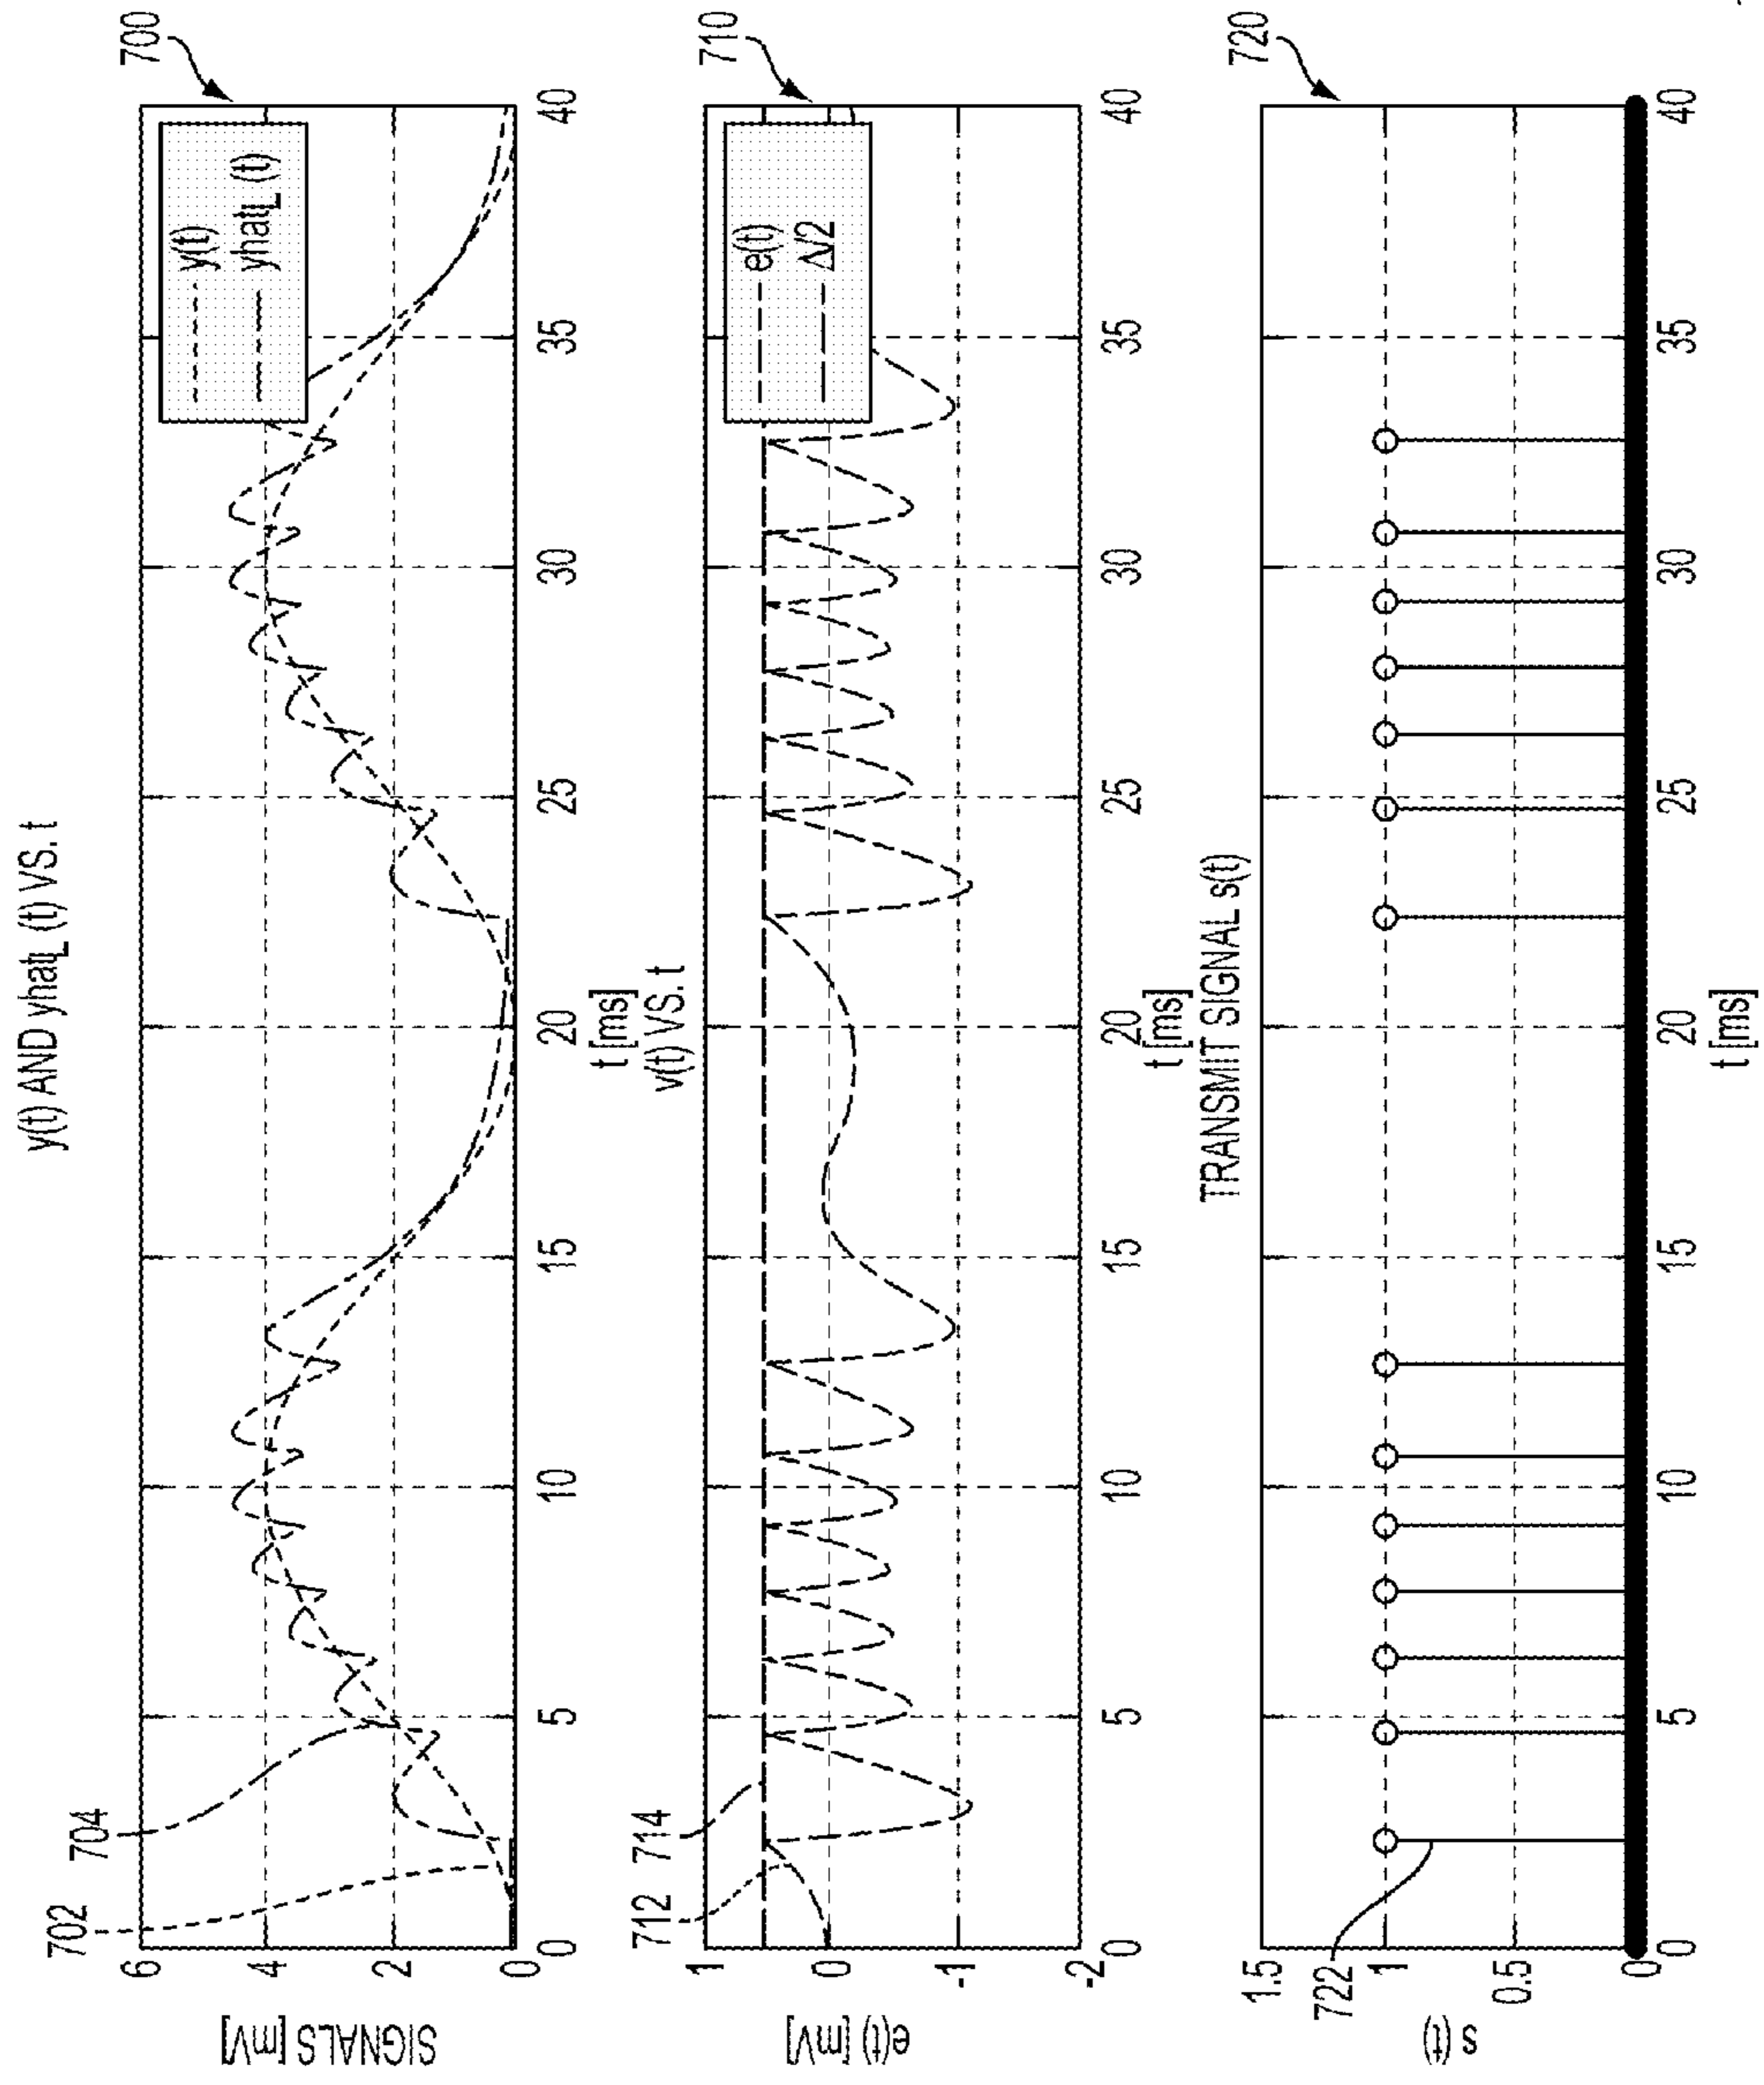 y(t) AND yhat_L(t) VS. t
700
704
702
SIGNALS [mV]
6
4
2
0
y(t)
yhat_L(t)
0 5 10 15 20 25 30 35 40
t [ms]
v(t) VS. t
710
712
714
e(t) [mV]
1
0
-1
-2
e(t)
Δ/2
0 5 10 15 20 25 30 35 40
t [ms]
TRANSMIT SIGNAL s(t)
720
722
s (t)
1.5
1
0.5
0
0 5 10 15 20 25 30 35 40
t [ms]